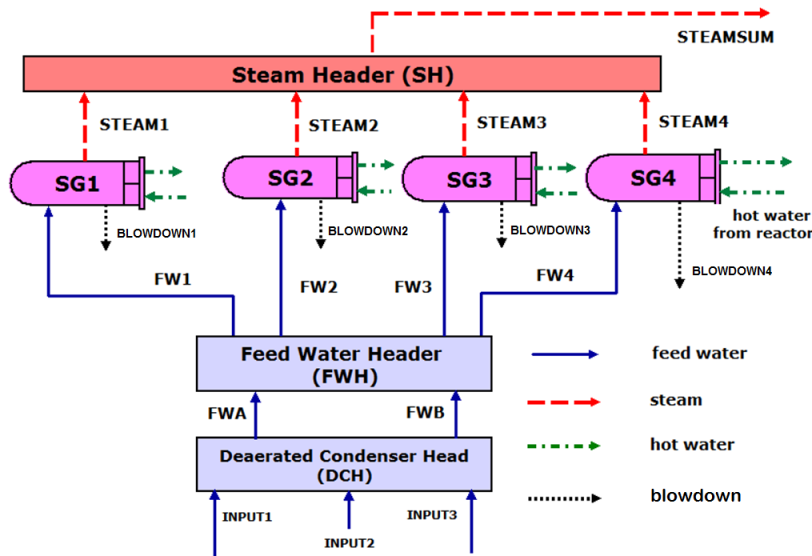 STEAMSUM
Steam Header (SH)
STEAM1
STEAM2
STEAM3
STEAM4
SG1
SG2
SG3
SG4
hot water
from reactor
BLOWDOWN1
BLOWDOWN2
BLOWDOWN3
BLOWDOWN4
FW1
FW2
FW3
FW4
Feed Water Header
(FWH)
feed water
steam
hot water
blowdown
FWA
FWB
Deaerated Condenser Head
(DCH)
INPUT1
INPUT2
INPUT3